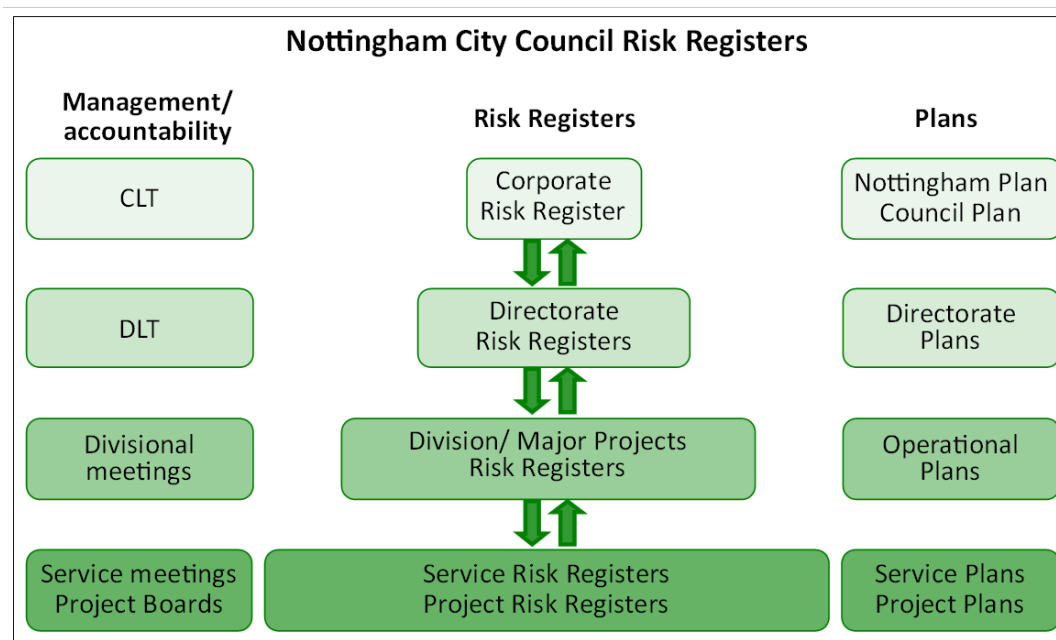 Nottingham City Council Risk Registers
Management/
accountability
Risk Registers
Plans
CLT
Corporate
Risk Register
Nottingham Plan
Council Plan
DLT
Directorate
Risk Registers
Directorate
Plans
Divisional
meetings
Division/ Major Projects
Risk Registers
Operational
Plans
Service meetings
Project Boards
Service Risk Registers
Project Risk Registers
Service Plans
Project Plans